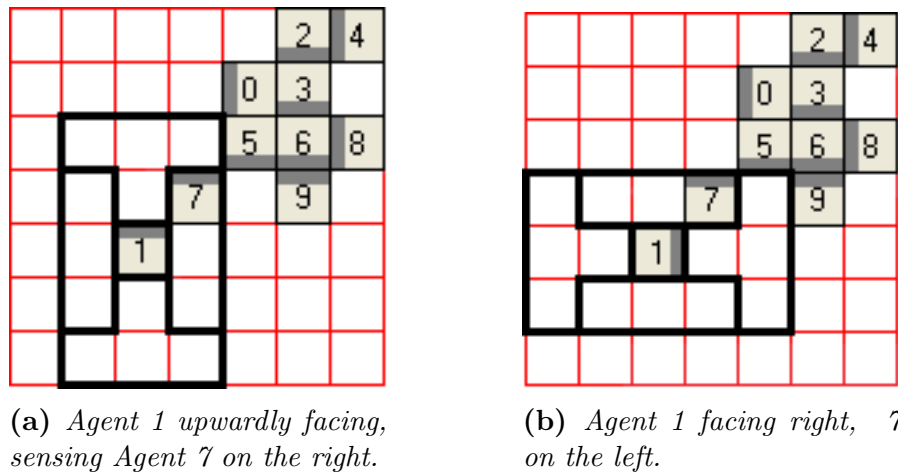 2 4
0 3
5 6 8
7 9
1
2 4
0 3
5 6 8
7 9
1
(a) Agent 1 upwardly facing,
sensing Agent 7 on the right.
(b) Agent 1 facing right, 7
on the left.